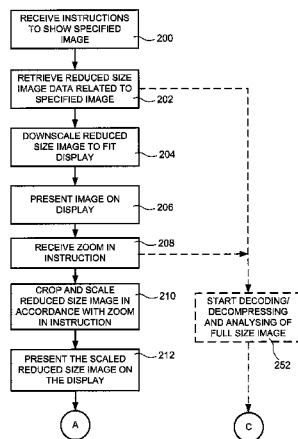 RECEIVE INSTRUCTIONS
TO SHOW SPECIFIED
IMAGE
200
RETRIEVE REDUCED SIZE
IMAGE DATA RELATED TO
SPECIFIED IMAGE
202
DOWNSCALE REDUCED
SIZE IMAGE TO FIT
DISPLAY
204
PRESENT IMAGE ON
DISPLAY
206
RECEIVE ZOOM IN
INSTRUCTION
208
CROP AND SCALE
REDUCED SIZE IMAGE IN
ACCORDANCE WITH ZOOM
IN INSTRUCTION
210
START DECODING/
DECOMPRESSING
AND ANALYSING OF
FULL SIZE IMAGE
252
PRESENT THE SCALED
REDUCED SIZE IMAGE ON
THE DISPLAY
212
A
C